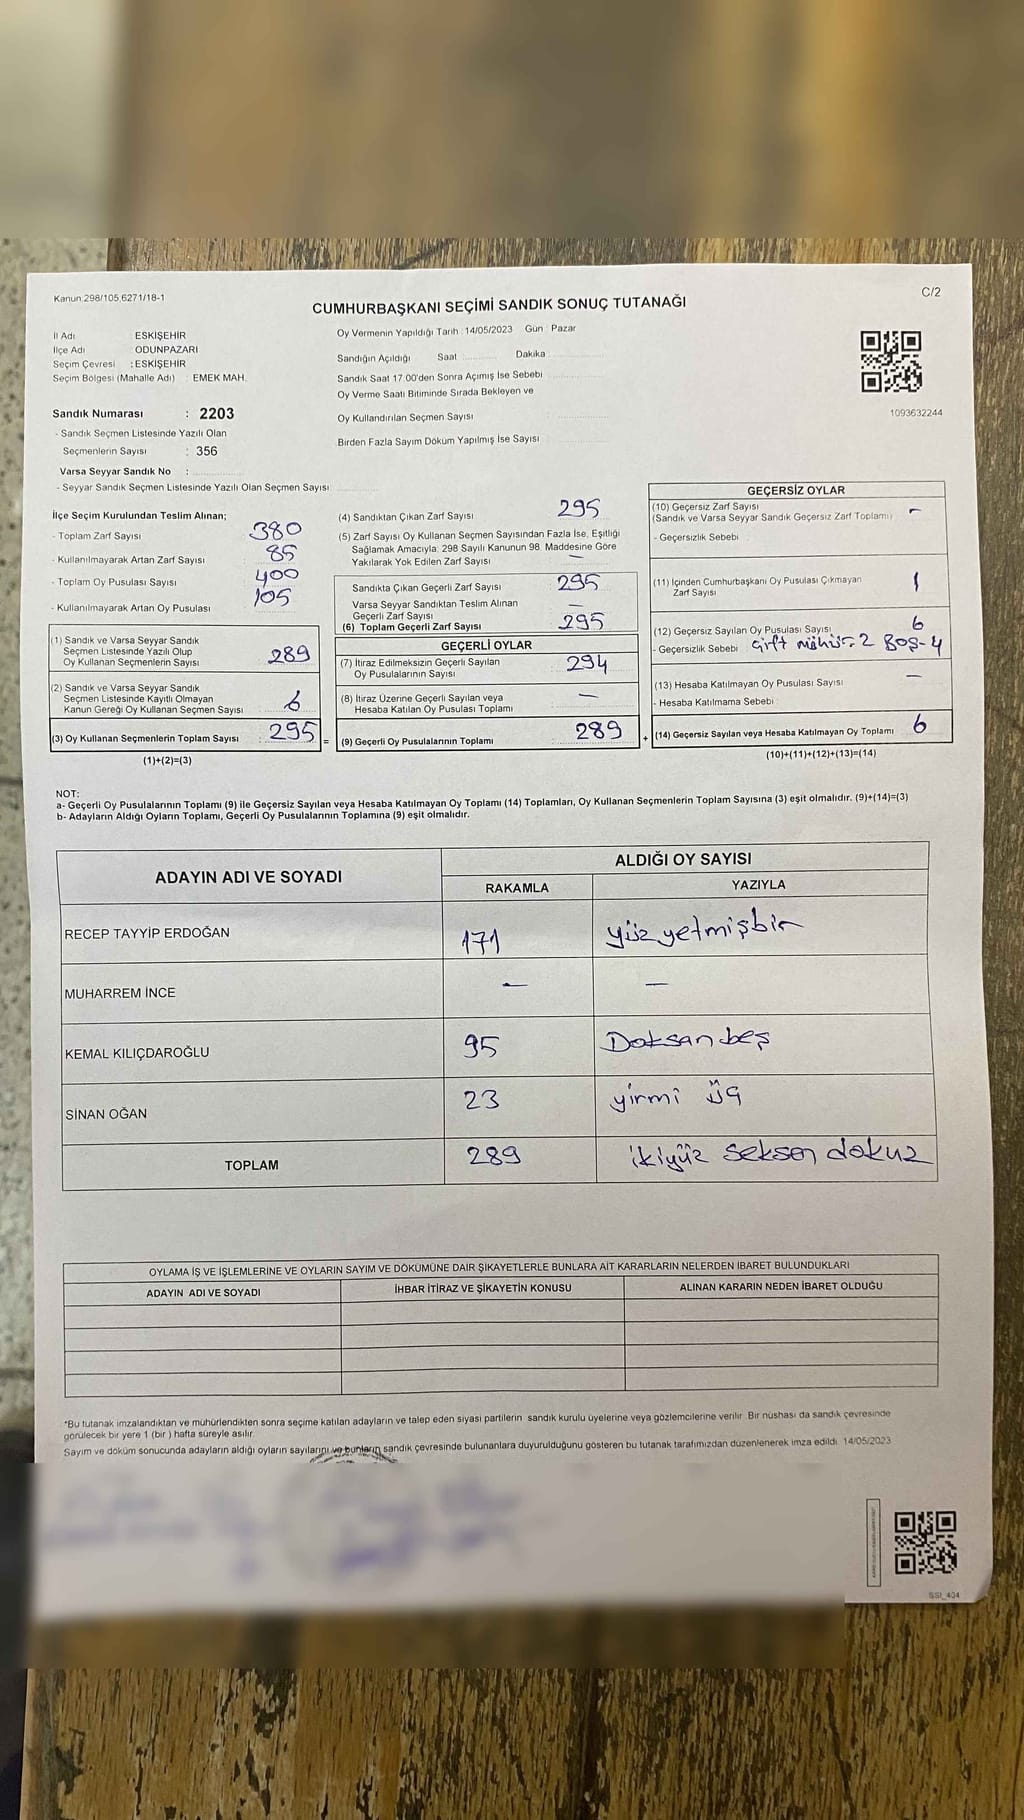 Kanun:298/105,6271/18-1
C/2
CUMHURBAŞKANI SEÇİMİ SANDIK SONUÇ TUTANAĞI
İl Adı ESKİŞEHİR
İlçe Adı ODUNPAZARI
Seçim Çevresi : ESKİŞEHİR
Seçim Bölgesi (Mahalle Adı) EMEK MAH.
Sandık Numarası : 2203
- Sandık Seçmen Listesinde Yazılı Olan
Seçmenlerin Sayısı : 356
Varsa Seyyar Sandık No :
- Seyyar Sandık Seçmen Listesinde Yazılı Olan Seçmen Sayısı
Oy Vermenin Yapıldığı Tarih : 14/05/2023 Gün : Pazar
Sandığın Açıldığı Saat Dakika
Sandık Saat 17:00'den Sonra Açımış İse Sebebi
Oy Verme Saati Bitiminde Sırada Bekleyen ve
Oy Kullandırılan Seçmen Sayısı
Birden Fazla Sayım Döküm Yapılmış İse Sayısı
1093632244
İlçe Seçim Kurulundan Teslim Alınan;
- Toplam Zarf Sayısı 380
- Kullanılmayarak Artan Zarf Sayısı 85
- Toplam Oy Pusulası Sayısı 400
- Kullanılmayarak Artan Oy Pusulası 105
(1) Sandık ve Varsa Seyyar Sandık
Seçmen Listesinde Yazılı Olup
Oy Kullanan Seçmenlerin Sayısı 289
(2) Sandık ve Varsa Seyyar Sandık
Seçmen Listesinde Kayıtlı Olmayan
Kanun Gereği Oy Kullanan Seçmen Sayısı 6
(3) Oy Kullanan Seçmenlerin Toplam Sayısı 295 =
(1)+(2)=(3)
(4) Sandıktan Çıkan Zarf Sayısı 295
(5) Zarf Sayısı Oy Kullanan Seçmen Sayısından Fazla İse, Eşitliği
Sağlamak Amacıyla, 298 Sayılı Kanunun 98. Maddesine Göre
Yakılarak Yok Edilen Zarf Sayısı –
Sandıkta Çıkan Geçerli Zarf Sayısı 295
Varsa Seyyar Sandıktan Teslim Alınan
Geçerli Zarf Sayısı –
(6) Toplam Geçerli Zarf Sayısı 295
GEÇERLİ OYLAR
(7) İtiraz Edilmeksizin Geçerli Sayılan
Oy Pusulalarının Sayısı 294
(8) İtiraz Üzerine Geçerli Sayılan veya
Hesaba Katılan Oy Pusulası Toplamı –
(9) Geçerli Oy Pusulalarının Toplamı 289 +
GEÇERSİZ OYLAR
(10) Geçersiz Zarf Sayısı –
(Sandık ve Varsa Seyyar Sandık Geçersiz Zarf Toplamı)
- Geçersizlik Sebebi
(11) İçinden Cumhurbaşkanı Oy Pusulası Çıkmayan 1
Zarf Sayısı
(12) Geçersiz Sayılan Oy Pusulası Sayısı 6
- Geçersizlik Sebebi Çift mühür-2 Boş-4
(13) Hesaba Katılmayan Oy Pusulası Sayısı –
- Hesaba Katılmama Sebebi
(14) Geçersiz Sayılan veya Hesaba Katılmayan Oy Toplamı 6
(10)+(11)+(12)+(13)=(14)
NOT:
a- Geçerli Oy Pusulalarının Toplamı (9) ile Geçersiz Sayılan veya Hesaba Katılmayan Oy Toplamı (14) Toplamları, Oy Kullanan Seçmenlerin Toplam Sayısına (3) eşit olmalıdır. (9)+(14)=(3)
b- Adayların Aldığı Oyların Toplamı, Geçerli Oy Pusulalarının Toplamına (9) eşit olmalıdır.
ADAYIN ADI VE SOYADI ALDIĞI OY SAYISI
RAKAMLA YAZIYLA
RECEP TAYYİP ERDOĞAN 171 yüzyetmişbir
MUHARREM İNCE – –
KEMAL KILIÇDAROĞLU 95 Doksanbeş
SİNAN OĞAN 23 yirmi üç
TOPLAM 289 ikiyüz seksen dokuz
OYLAMA İŞ VE İŞLEMLERİNE VE OYLARIN SAYIM VE DÖKÜMÜNE DAİR ŞİKAYETLERLE BUNLARA AİT KARARLARIN NELERDEN İBARET BULUNDUKLARI
ADAYIN ADI VE SOYADI İHBAR İTİRAZ VE ŞİKAYETİN KONUSU ALINAN KARARIN NEDEN İBARET OLDUĞU
*Bu tutanak imzalandıktan ve mühürlendikten sonra seçime katılan adayların ve talep eden siyasi partilerin sandık kurulu üyelerine veya gözlemcilerine verilir. Bir nüshası da sandık çevresinde
görülecek bir yere 1 (bir) hafta süreyle asılır.
Sayım ve döküm sonucunda adayların aldığı oyların sayılarını ve bunların sandık çevresinde bulunanlara duyurulduğunu gösteren bu tutanak tarafımızdan düzenlenerek imza edildi. 14/05/2023
SSI_404